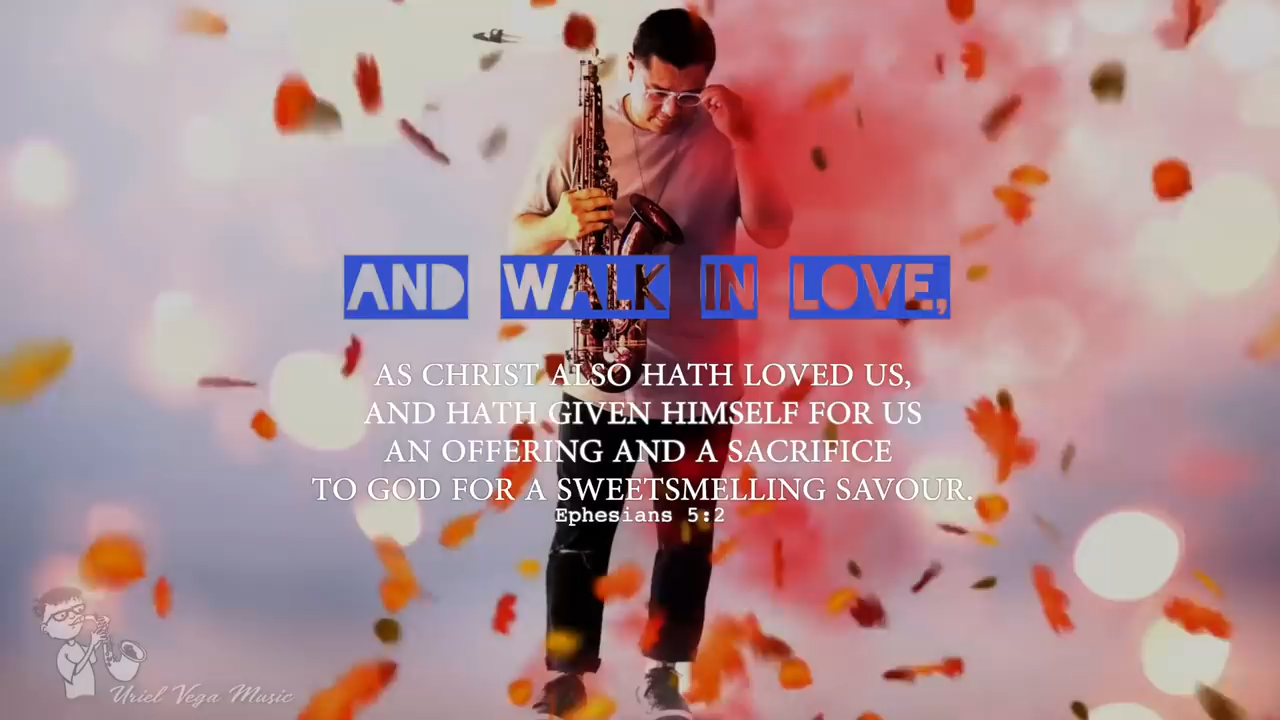 AND WALK IN LOVE,
AS CHRIST ALSO HATH LOVED US,
AND HATH GIVEN HIMSELF FOR US
AN OFFERING AND A SACRIFICE
TO GOD FOR A SWEETSMELLING SAVOUR.
Ephesians 5:2
Uriel Vega Music